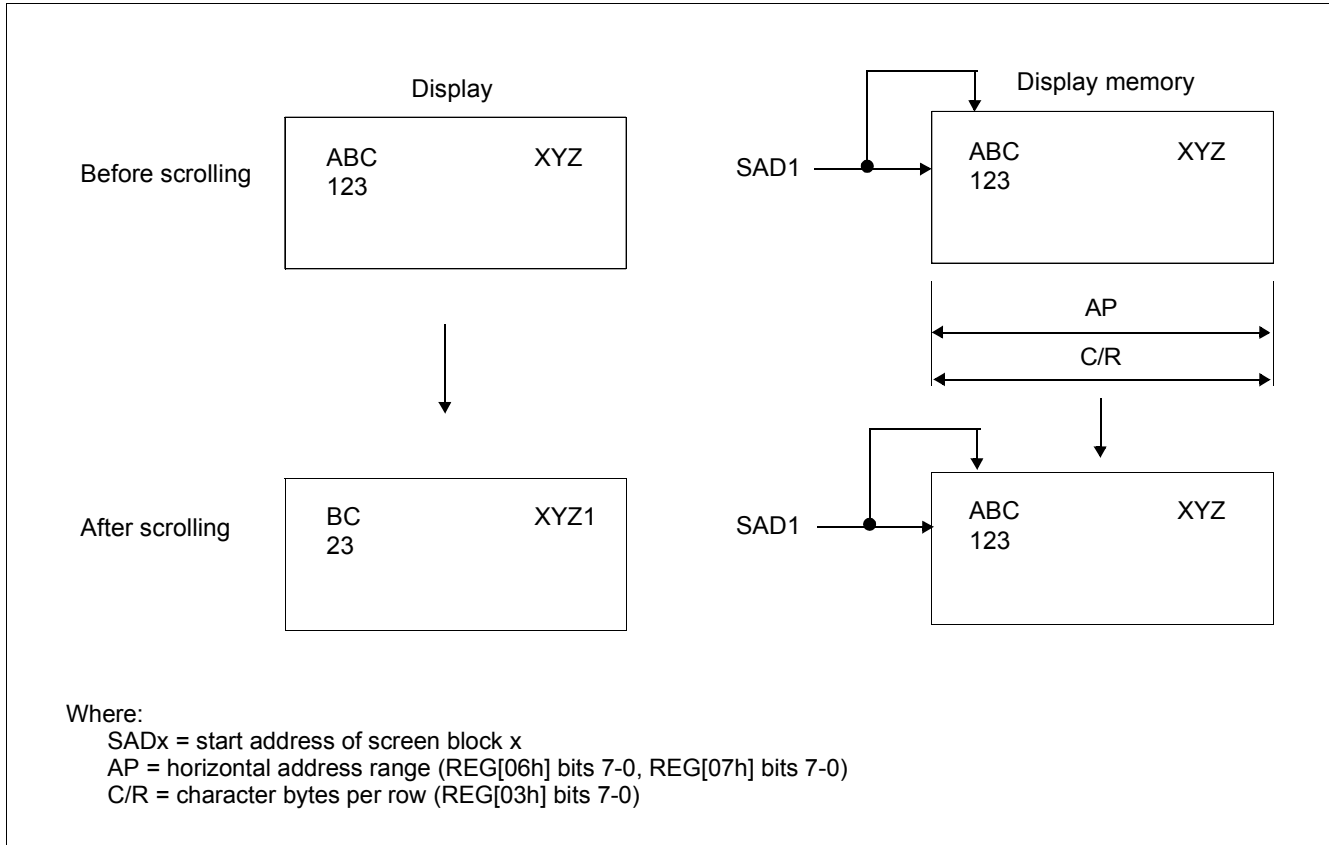 Display
Display memory
Before scrolling
ABC XYZ
123
SAD1
ABC XYZ
123
AP
C/R
After scrolling
BC XYZ1
23
SAD1
ABC XYZ
123
Where:
SADx = start address of screen block x
AP = horizontal address range (REG[06h] bits 7-0, REG[07h] bits 7-0)
C/R = character bytes per row (REG[03h] bits 7-0)